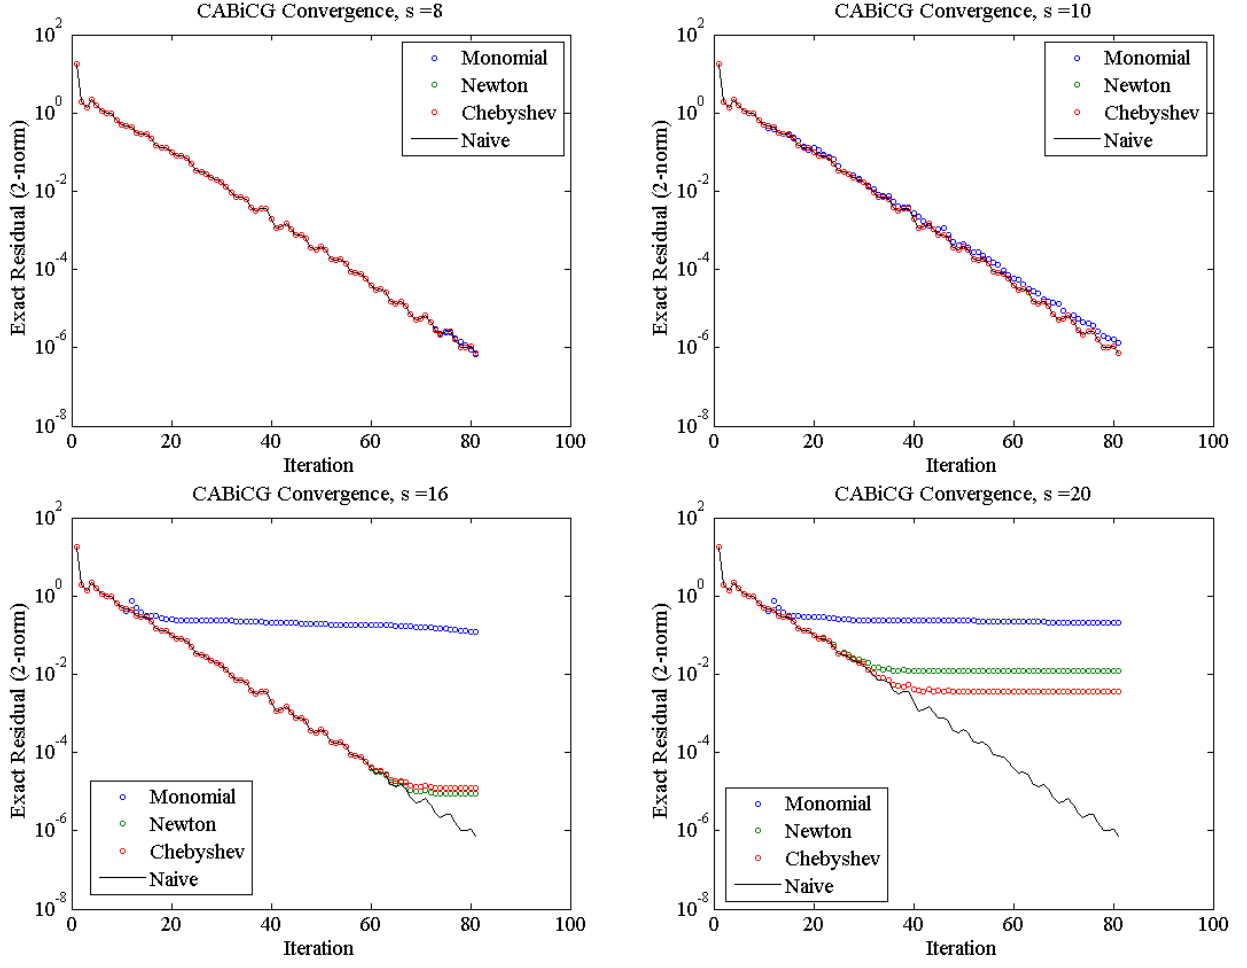 CABiCG Convergence, s =8
10^2
10^0
10^-2
10^-4
10^-6
10^-8
Exact Residual (2-norm)
Monomial
Newton
Chebyshev
Naive
0 20 40 60 80 100
Iteration
CABiCG Convergence, s =10
10^2
10^0
10^-2
10^-4
10^-6
10^-8
Exact Residual (2-norm)
Monomial
Newton
Chebyshev
Naive
0 20 40 60 80 100
Iteration
CABiCG Convergence, s =16
10^2
10^0
10^-2
10^-4
10^-6
10^-8
Exact Residual (2-norm)
Monomial
Newton
Chebyshev
Naive
0 20 40 60 80 100
Iteration
CABiCG Convergence, s =20
10^2
10^0
10^-2
10^-4
10^-6
10^-8
Exact Residual (2-norm)
Monomial
Newton
Chebyshev
Naive
0 20 40 60 80 100
Iteration